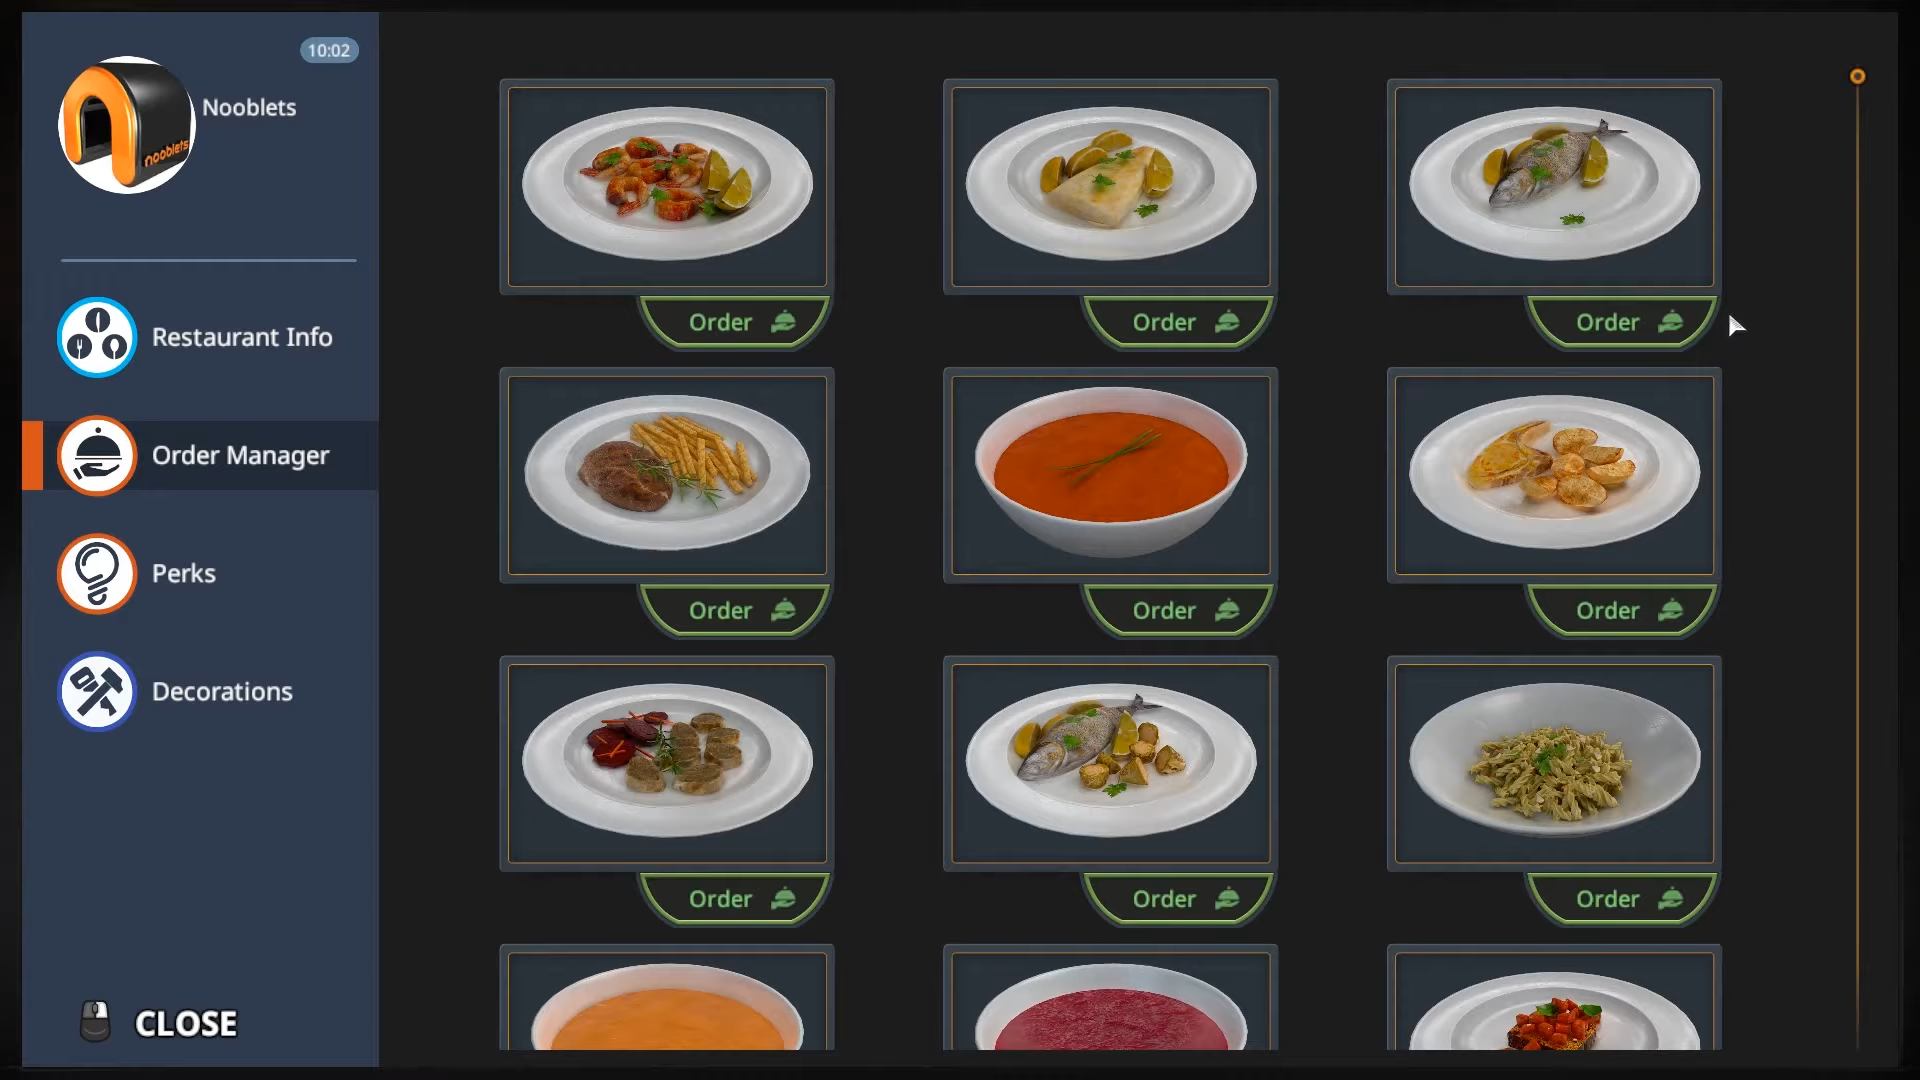 10:02
nooblets
Nooblets
Restaurant Info
Order Manager
Perks
Decorations
CLOSE
Order
Order
Order
Order
Order
Order
Order
Order
Order